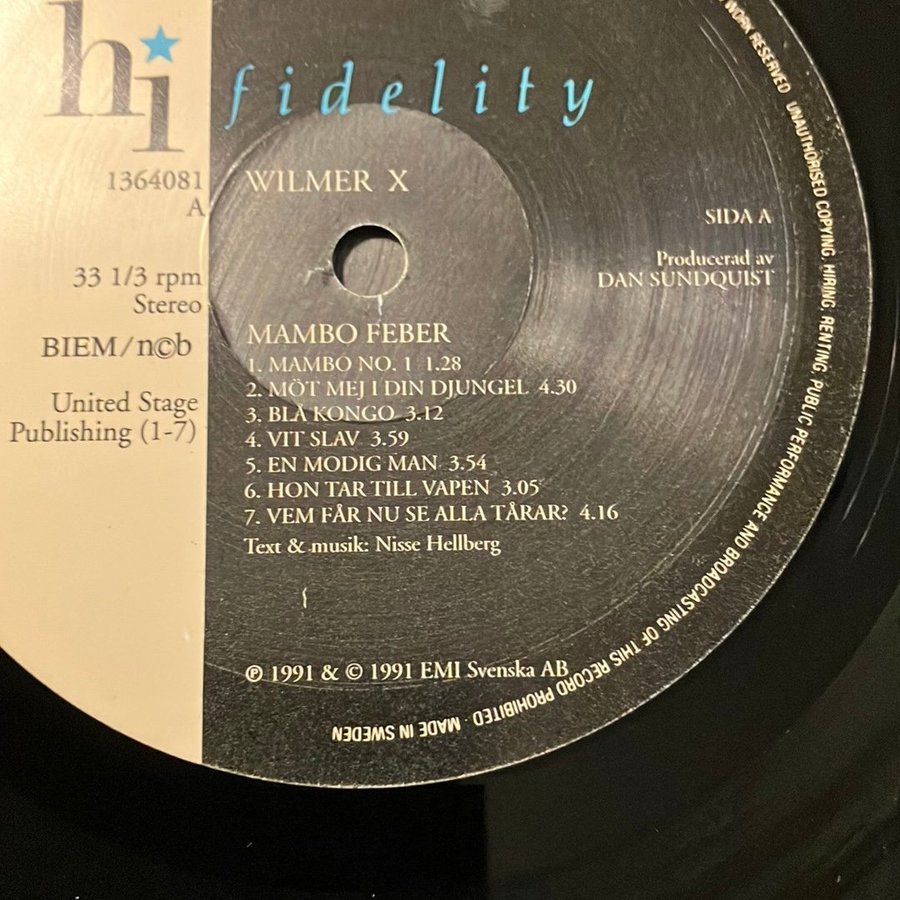 hi fidelity
1364081
A
33 1/3 rpm
Stereo
BIEM/n©b
United Stage
Publishing (1-7)
WILMER X
SIDA A
Producerad av
DAN SUNDQUIST
MAMBO FEBER
1. MAMBO NO. 1 1.28
2. MÖT MEJ I DIN DJUNGEL 4.30
3. BLÅ KONGO 3.12
4. VIT SLAV 3.59
5. EN MODIG MAN 3.54
6. HON TAR TILL VAPEN 3.05
7. VEM FÅR NU SE ALLA TÅRAR? 4.16
Text & musik: Nisse Hellberg
℗ 1991 & © 1991 EMI Svenska AB
WORK RESERVED UNAUTHORISED COPYING, HIRING, RENTING, PUBLIC PERFORMANCE AND BROADCASTING OF THIS RECORD PROHIBITED · MADE IN SWEDEN